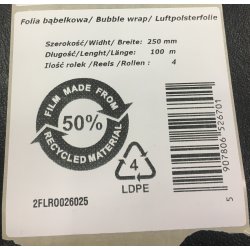 Folia bąbelkowa/ Bubble wrap/ Luftpolsterfolie
Szerokość/Widht/ Breite: 250 mm
Długość/Lenght/Länge: 100 m
Ilość rolek /Reels /Rollen : 4
FILM MADE FROM
50%
RECYCLED MATERIAL
4
LDPE
2FLR0026025
5 907806 526701